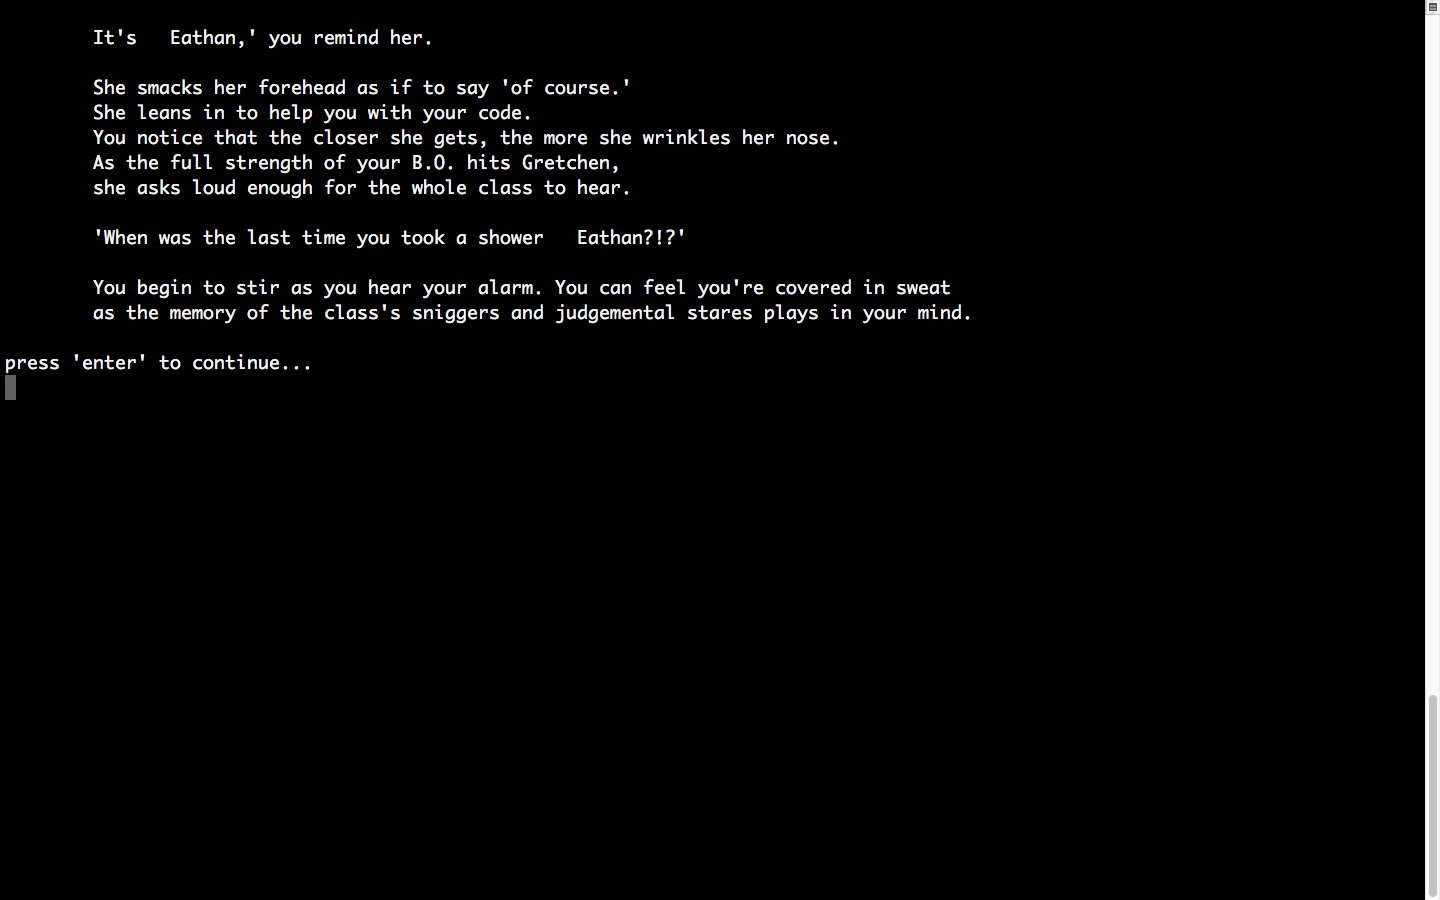 It's   Eathan,' you remind her.
She smacks her forehead as if to say 'of course.'
She leans in to help you with your code.
You notice that the closer she gets, the more she wrinkles her nose.
As the full strength of your B.O. hits Gretchen,
she asks loud enough for the whole class to hear.
'When was the last time you took a shower   Eathan?!?'
You begin to stir as you hear your alarm. You can feel you're covered in sweat
as the memory of the class's sniggers and judgemental stares plays in your mind.
press 'enter' to continue...